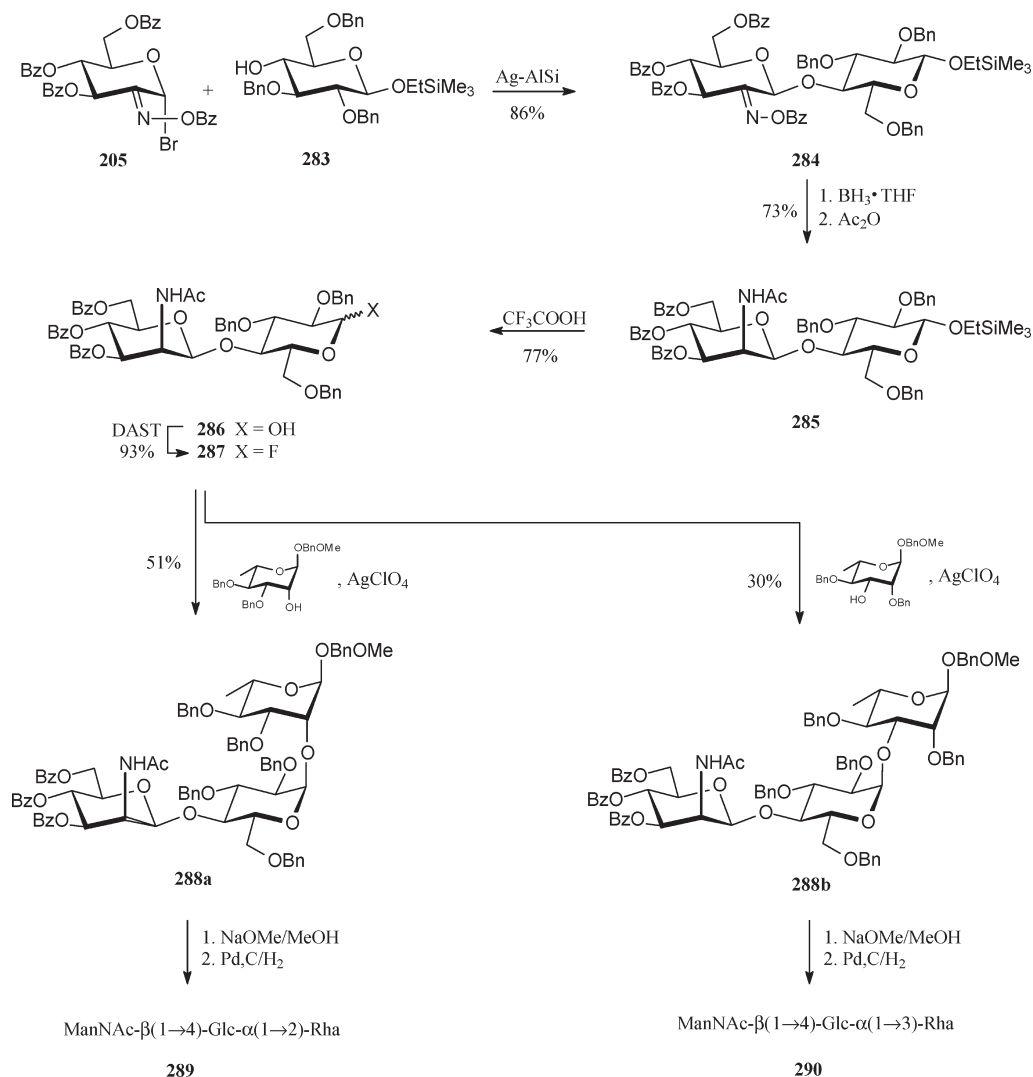 OBz
BzO
BzO
O
N
OBz
Br
205
+
OBn
HO
BnO
O
OBn
OEtSiMe3
283
Ag-AlSi
86%
OBz
BzO
BzO
O
N-OBz
O
BnO
OBn
O
OEtSiMe3
OBn
284
73%
1. BH3• THF
2. Ac2O
BzO
BzO
BzO
NHAc
O
O
BnO
OBn
O
X
OBn
CF3COOH
77%
BzO
BzO
BzO
NHAc
O
O
BnO
OBn
O
OEtSiMe3
OBn
285
DAST
93%
286 X = OH
287 X = F
51%
OBnOMe
O
BnO
BnO
OH
, AgClO4
30%
OBnOMe
O
BnO
HO
OBn
, AgClO4
OBnOMe
O
BnO
BnO
O
BzO
BzO
BzO
NHAc
O
O
BnO
BnO
O
OBn
288a
OBnOMe
O
BnO
O
OBn
BzO
BzO
BzO
NHAc
O
O
BnO
BnO
O
OBn
288b
1. NaOMe/MeOH
2. Pd,C/H2
1. NaOMe/MeOH
2. Pd,C/H2
ManNAc-β(1→4)-Glc-α(1→2)-Rha
289
ManNAc-β(1→4)-Glc-α(1→3)-Rha
290